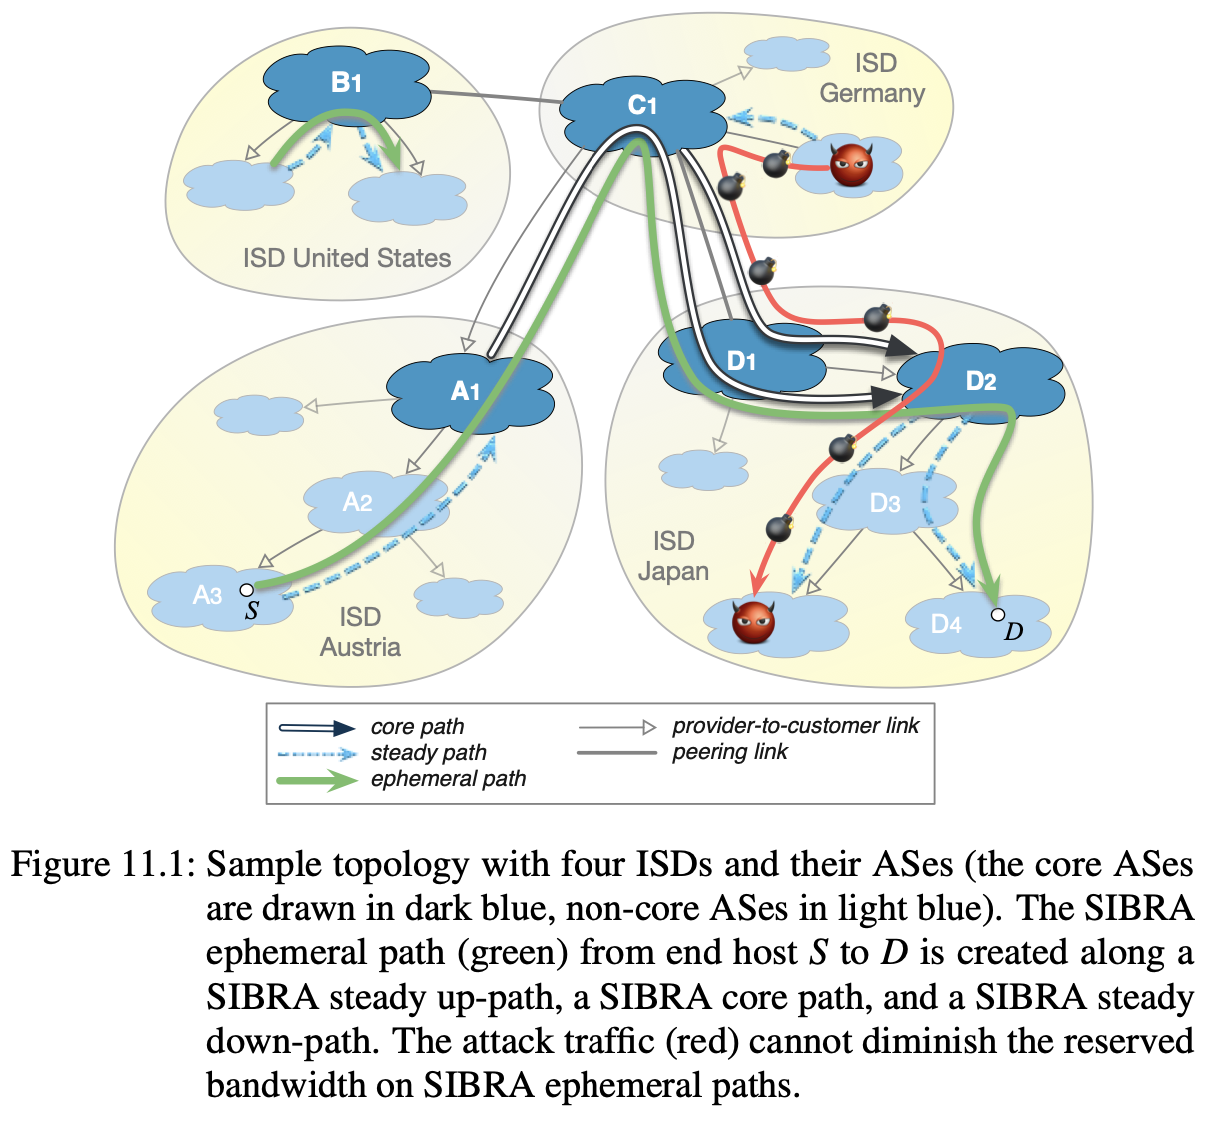 B1
C1
ISD
Germany
ISD United States
D1
D2
A1
A2
D3
ISD
Japan
A3
S
ISD
Austria
D4
D
core path
provider-to-customer link
steady path
peering link
ephemeral path
Figure 11.1: Sample topology with four ISDs and their ASes (the core ASes
are drawn in dark blue, non-core ASes in light blue). The SIBRA
ephemeral path (green) from end host S to D is created along a
SIBRA steady up-path, a SIBRA core path, and a SIBRA steady
down-path. The attack traffic (red) cannot diminish the reserved
bandwidth on SIBRA ephemeral paths.